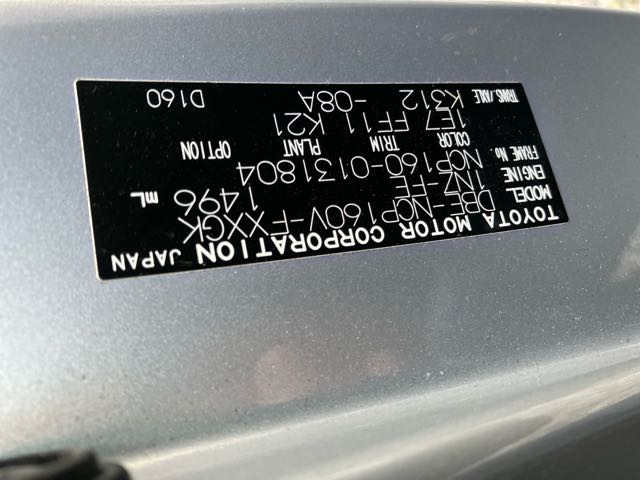 TOYOTA MOTOR CORPORATION JAPAN
MODEL DBE-NCP160V-FXXGK
ENGINE 1NZ-FE 1496 mL
FRAME No NCP160-0131804
COLOR TRIM PLANT OPTION
1E7 FF11 K21
TRANS./AXLE
K312 -08A D160